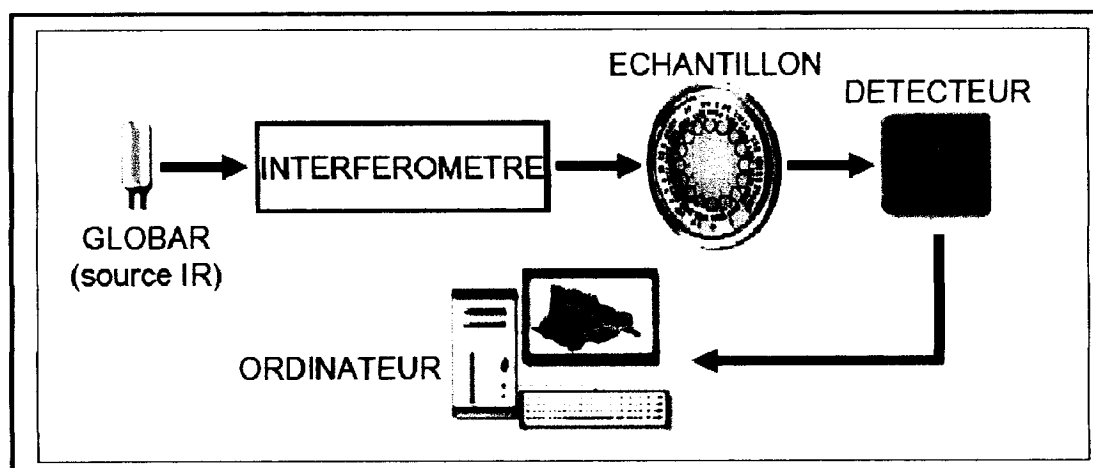 ECHANTILLON
DETECTEUR
INTERFEROMETRE
GLOBAR
(source IR)
ORDINATEUR